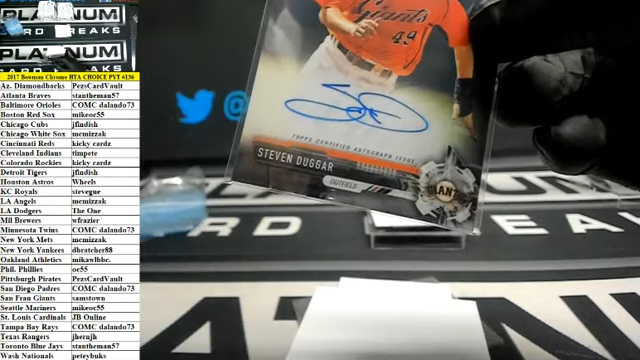 PLATINUM
CARD BREAKS
PLATINUM
2017 Bowman Chrome HTA CHOICE PYT #136
Az. Diamondbacks PezsCardVault
Atlanta Braves stantheman57
Baltimore Orioles COMC dalando73
Boston Red Sox mikeoc55
Chicago Cubs jfindish
Chicago White Sox mcmizzak
Cincinnati Reds kicky cardz
Cleveland Indians timpete
Colorado Rockies kicky cardz
Detroit Tigers jfindish
Houston Astros Wheels
KC Royals stevegue
LA Angels mcmizzak
LA Dodgers The One
Mil Brewers wfrazier
Minnesota Twins COMC dalando73
New York Mets mcmizzak
New York Yankees dbratcher88
Oakland Athletics mikawlbbc.
Phil. Phillies oc55
Pittsburgh Pirates PezsCardVault
San Diego Padres COMC dalando73
San Fran Giants samstown
Seattle Mariners mikeoc55
St. Louis Cardinals JB Online
Tampa Bay Rays COMC dalando73
Texas Rangers jhernjh
Toronto Blue Jays stantheman57
Wash Nationals peteybuks
Giants
49
TOPPS CERTIFIED AUTOGRAPH ISSUE
STEVEN DUGGAR
OUTFIELD
GIANTS
@